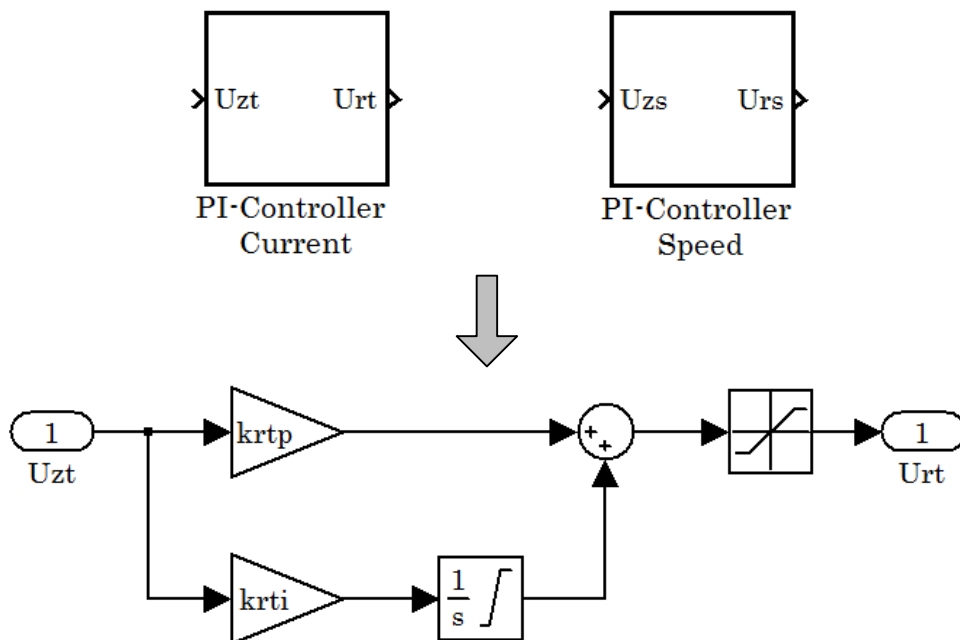 Uzt Urt
Uzs Urs
PI-Controller
Current
PI-Controller
Speed
1
Uzt
krtp
+
+
1
Urt
krti
1
s